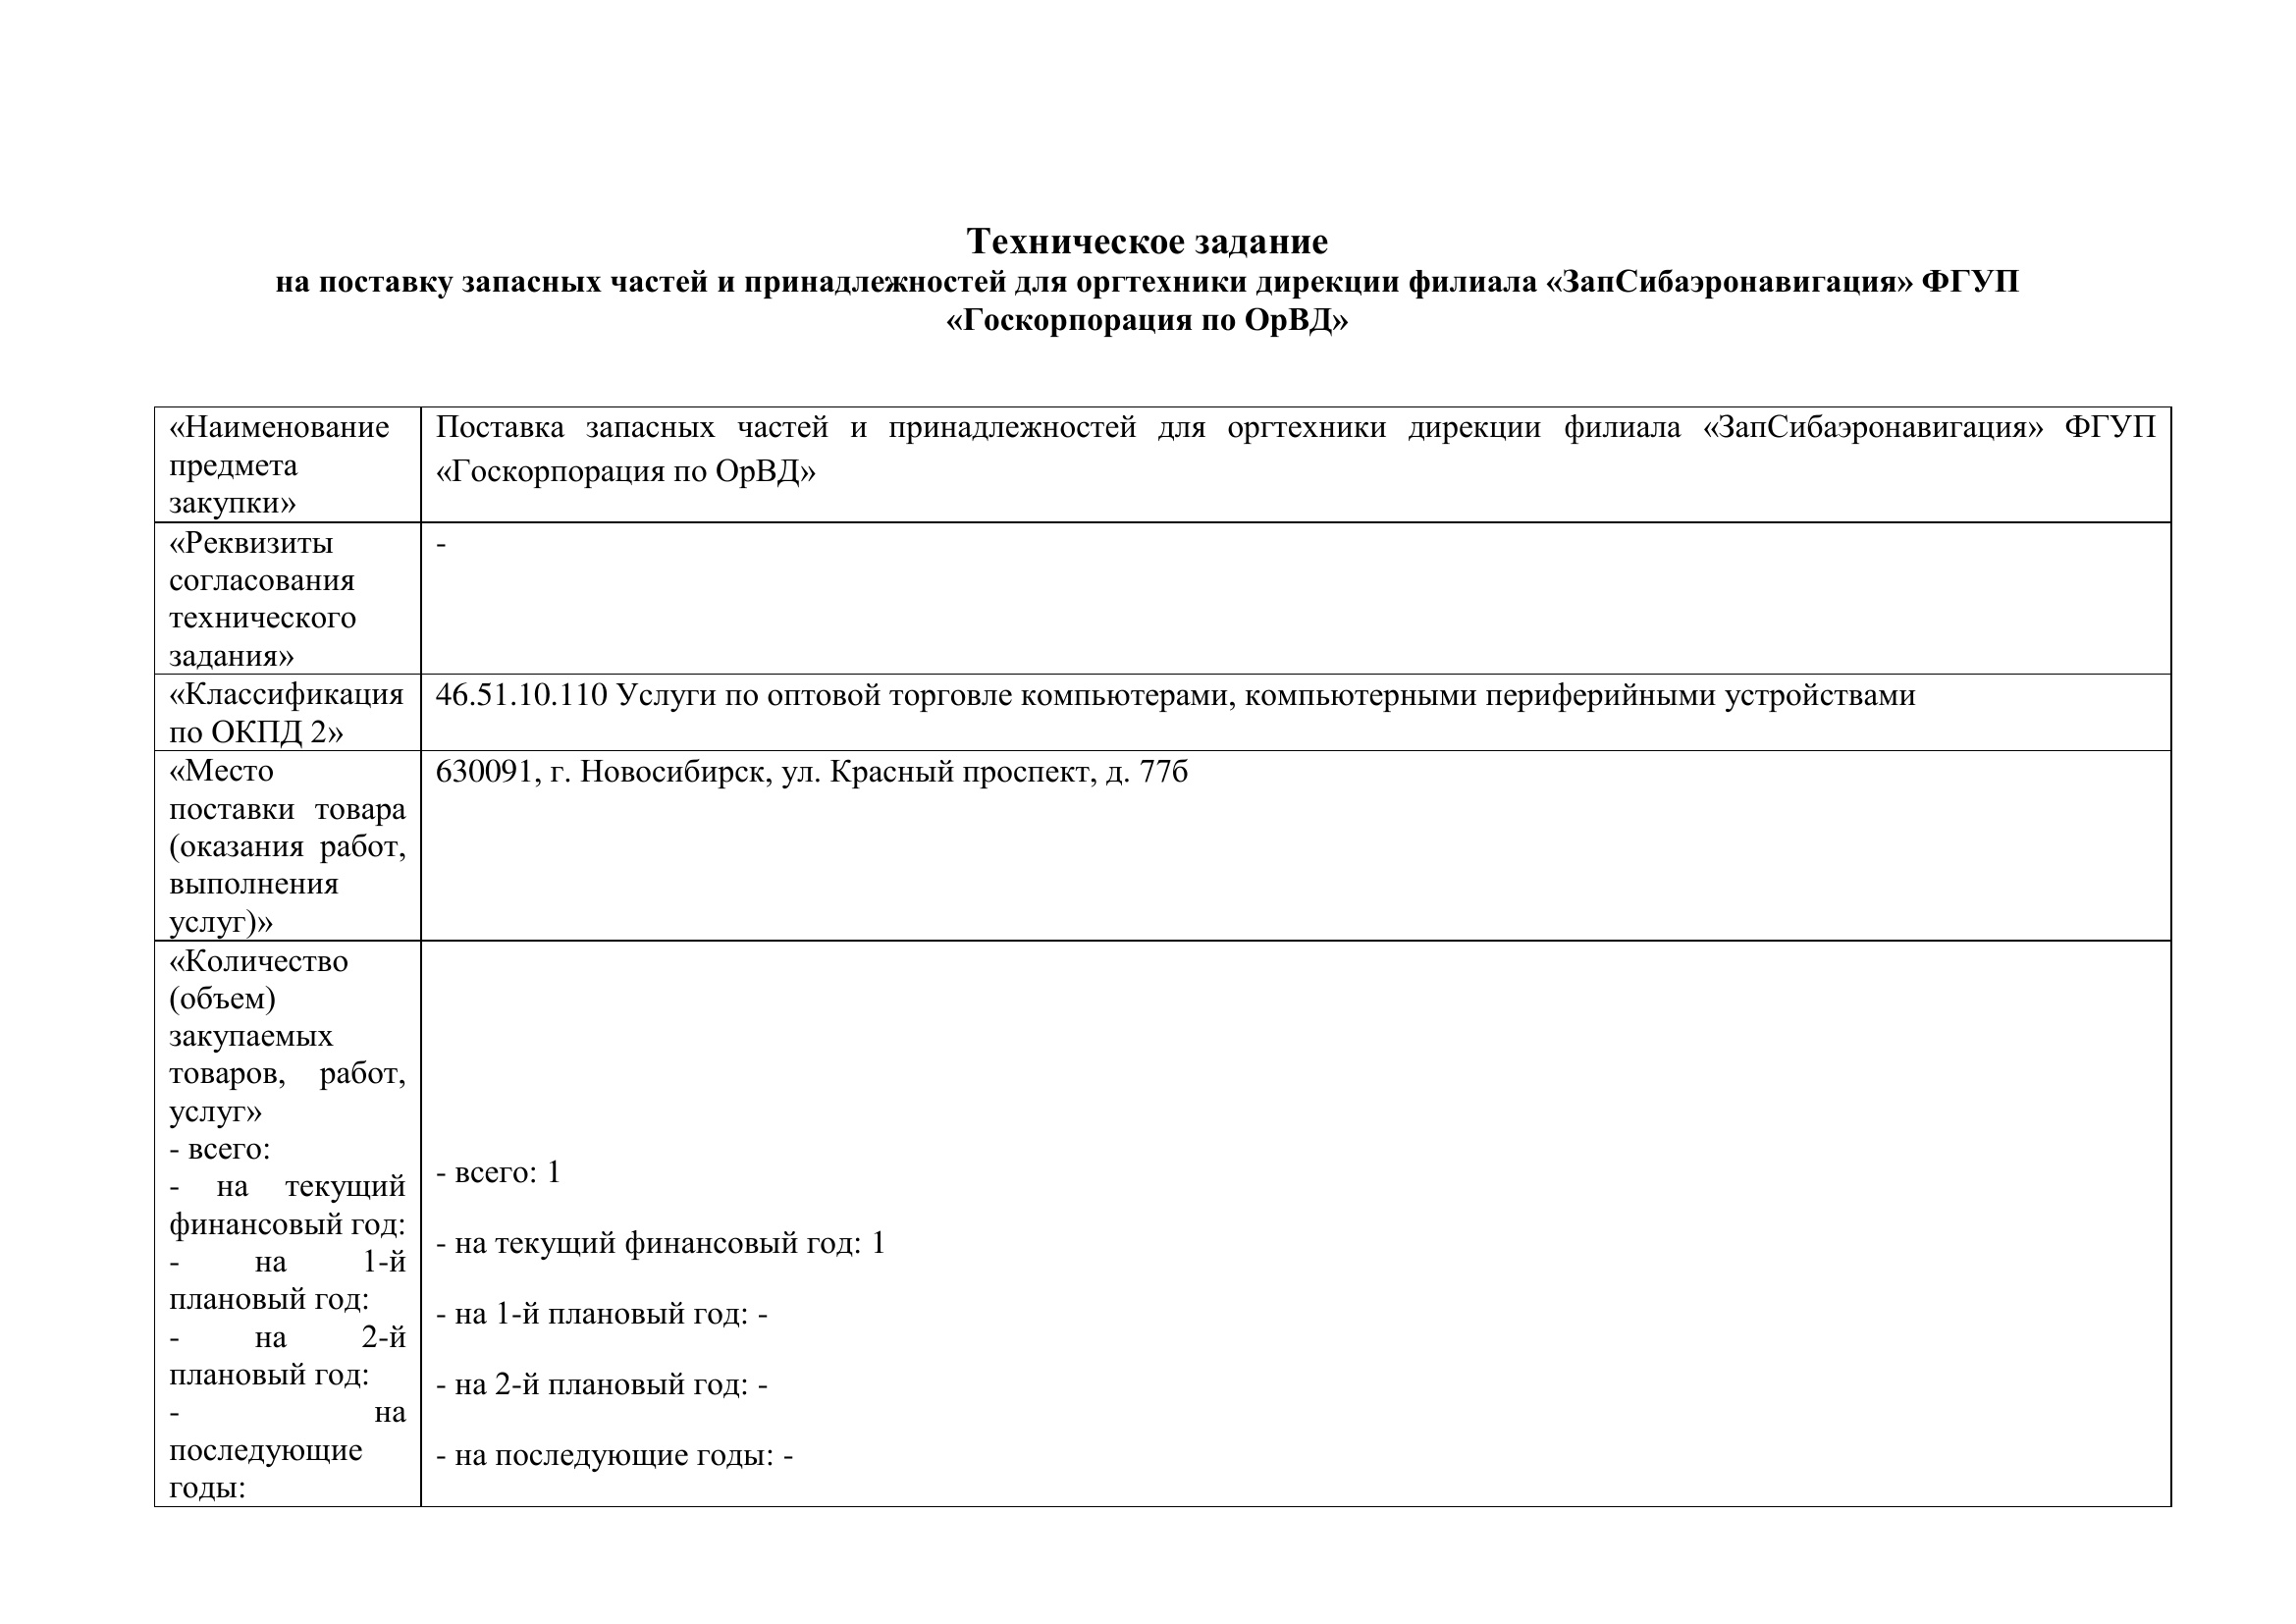 Техническое задание
на поставку запасных частей и принадлежностей для оргтехники дирекции филиала «ЗапСибаэронавигация» ФГУП
«Госкорпорация по ОрВД»
«Наименование
предмета
закупки»
Поставка запасных частей и принадлежностей для оргтехники дирекции филиала «ЗапСибаэронавигация» ФГУП
«Госкорпорация по ОрВД»
«Реквизиты
согласования
технического
задания»
-
«Классификация
по ОКПД 2»
46.51.10.110 Услуги по оптовой торговле компьютерами, компьютерными периферийными устройствами
«Место
поставки товара
(оказания работ,
выполнения
услуг)»
630091, г. Новосибирск, ул. Красный проспект, д. 77б
«Количество
(объем)
закупаемых
товаров, работ,
услуг»
- всего:
- на текущий
финансовый год:
- на 1-й
плановый год:
- на 2-й
плановый год:
- на
последующие
годы:
- всего: 1
- на текущий финансовый год: 1
- на 1-й плановый год: -
- на 2-й плановый год: -
- на последующие годы: -